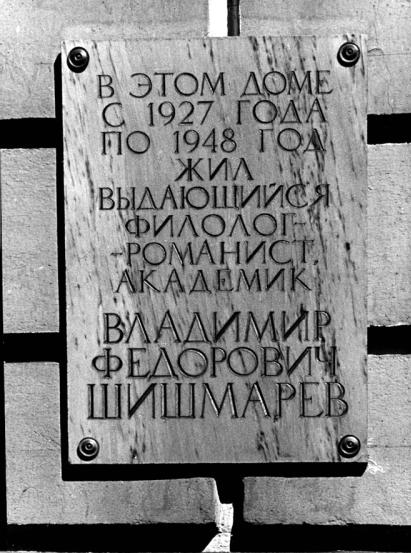 В ЭТОМ ДОМЕ
С 1927 ГОДА
ПО 1948 ГОД
ЖИЛ
ВЫДАЮЩИЙСЯ
ФИЛОЛОГ-
-РОМАНИСТ,
АКАДЕМИК
ВЛАДИМИР
ФЕДОРОВИЧ
ШИШМАРЕВ